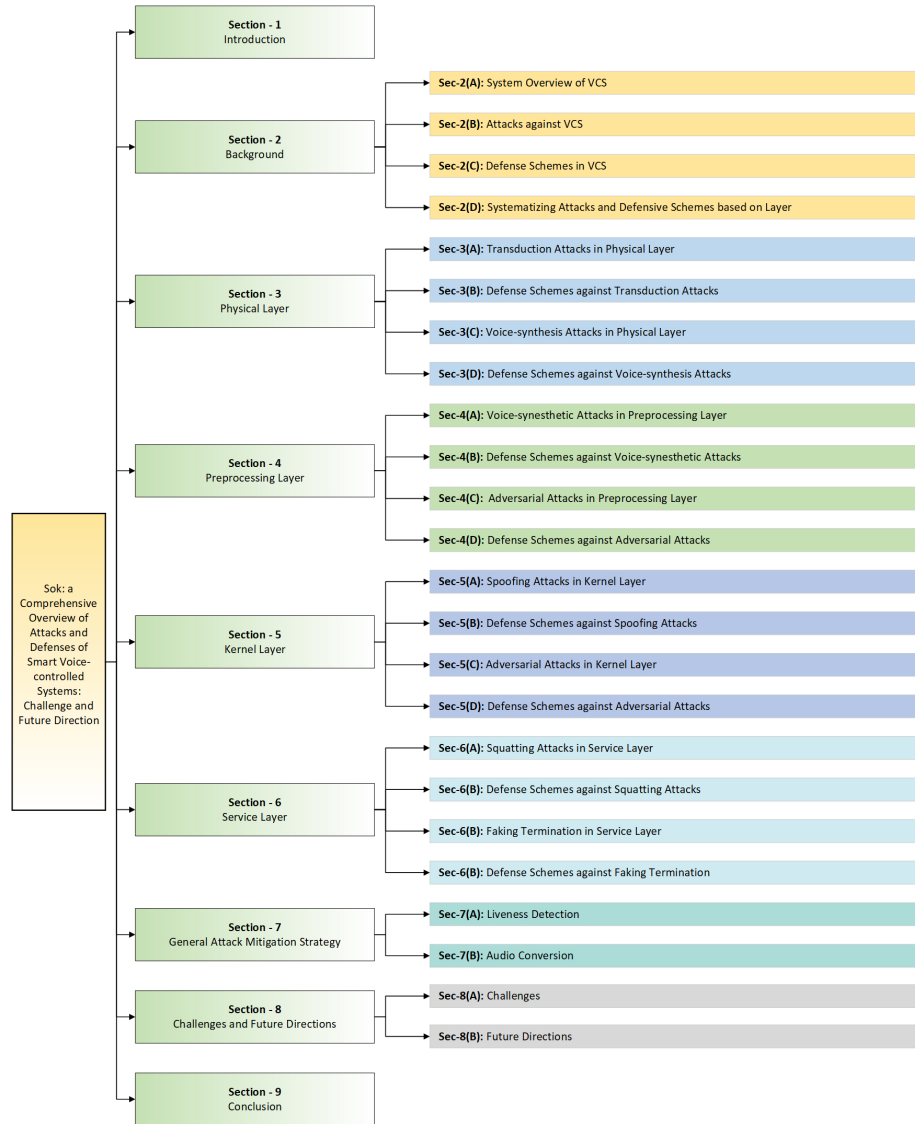 Sok: a
Comprehensive
Overview of
Attacks and
Defenses of
Smart Voice-
controlled
Systems:
Challenge and
Future Direction
Section - 1
Introduction
Section - 2
Background
Sec-2(A): System Overview of VCS
Sec-2(B): Attacks against VCS
Sec-2(C): Defense Schemes in VCS
Sec-2(D): Systematizing Attacks and Defensive Schemes based on Layer
Section - 3
Physical Layer
Sec-3(A): Transduction Attacks in Physical Layer
Sec-3(B): Defense Schemes against Transduction Attacks
Sec-3(C): Voice-synthesis Attacks in Physical Layer
Sec-3(D): Defense Schemes against Voice-synthesis Attacks
Section - 4
Preprocessing Layer
Sec-4(A): Voice-synesthetic Attacks in Preprocessing Layer
Sec-4(B): Defense Schemes against Voice-synesthetic Attacks
Sec-4(C): Adversarial Attacks in Preprocessing Layer
Sec-4(D): Defense Schemes against Adversarial Attacks
Section - 5
Kernel Layer
Sec-5(A): Spoofing Attacks in Kernel Layer
Sec-5(B): Defense Schemes against Spoofing Attacks
Sec-5(C): Adversarial Attacks in Kernel Layer
Sec-5(D): Defense Schemes against Adversarial Attacks
Section - 6
Service Layer
Sec-6(A): Squatting Attacks in Service Layer
Sec-6(B): Defense Schemes against Squatting Attacks
Sec-6(B): Faking Termination in Service Layer
Sec-6(B): Defense Schemes against Faking Termination
Section - 7
General Attack Mitigation Strategy
Sec-7(A): Liveness Detection
Sec-7(B): Audio Conversion
Section - 8
Challenges and Future Directions
Sec-8(A): Challenges
Sec-8(B): Future Directions
Section - 9
Conclusion